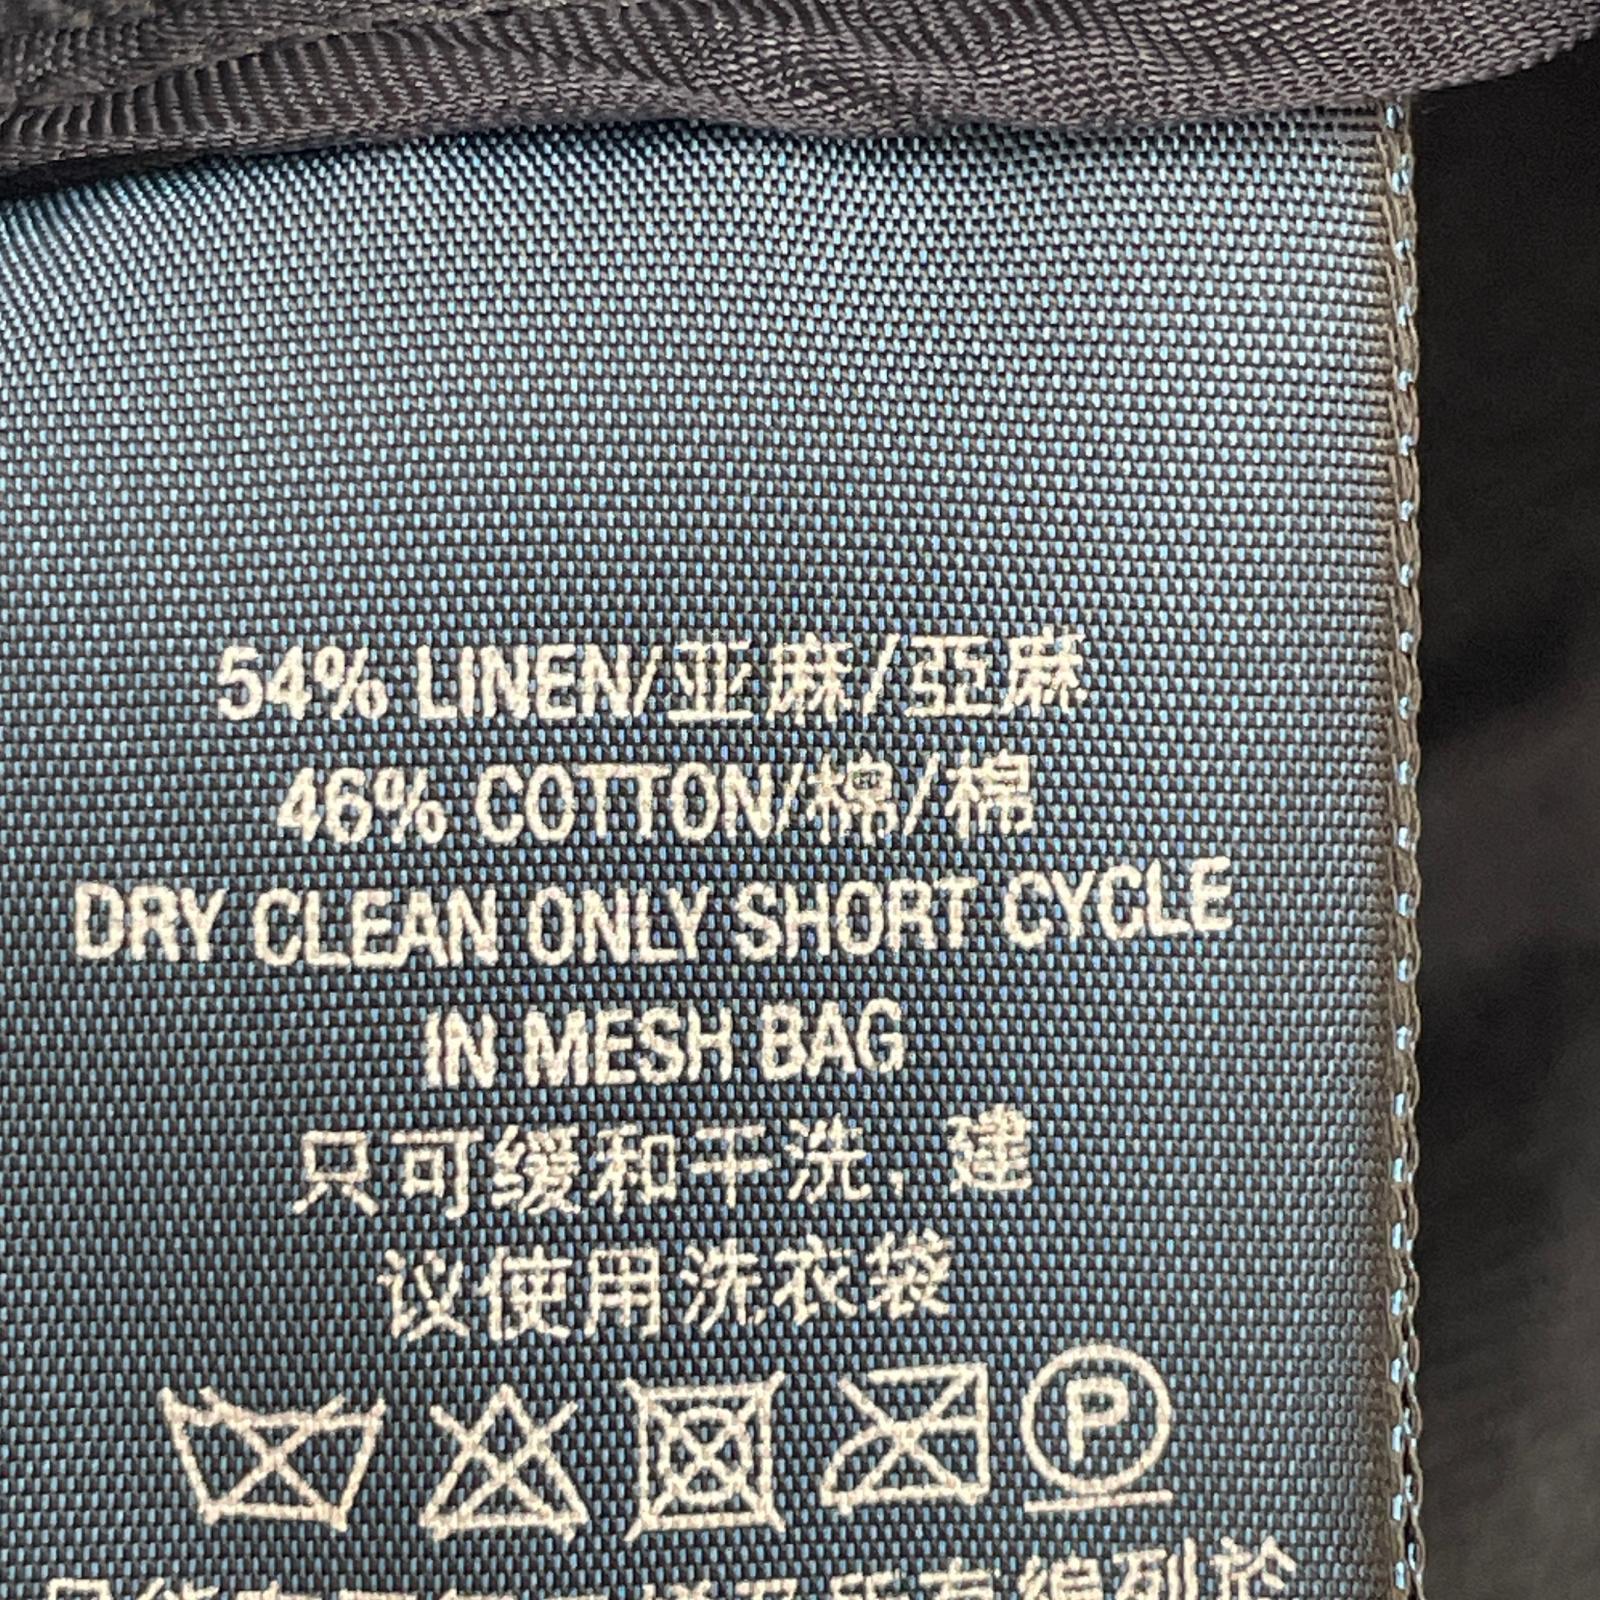 54% LINEN/亚麻/亞麻
46% COTTON/棉/棉
DRY CLEAN ONLY SHORT CYCLE
IN MESH BAG
只可缓和干洗，建
议使用洗衣袋
P